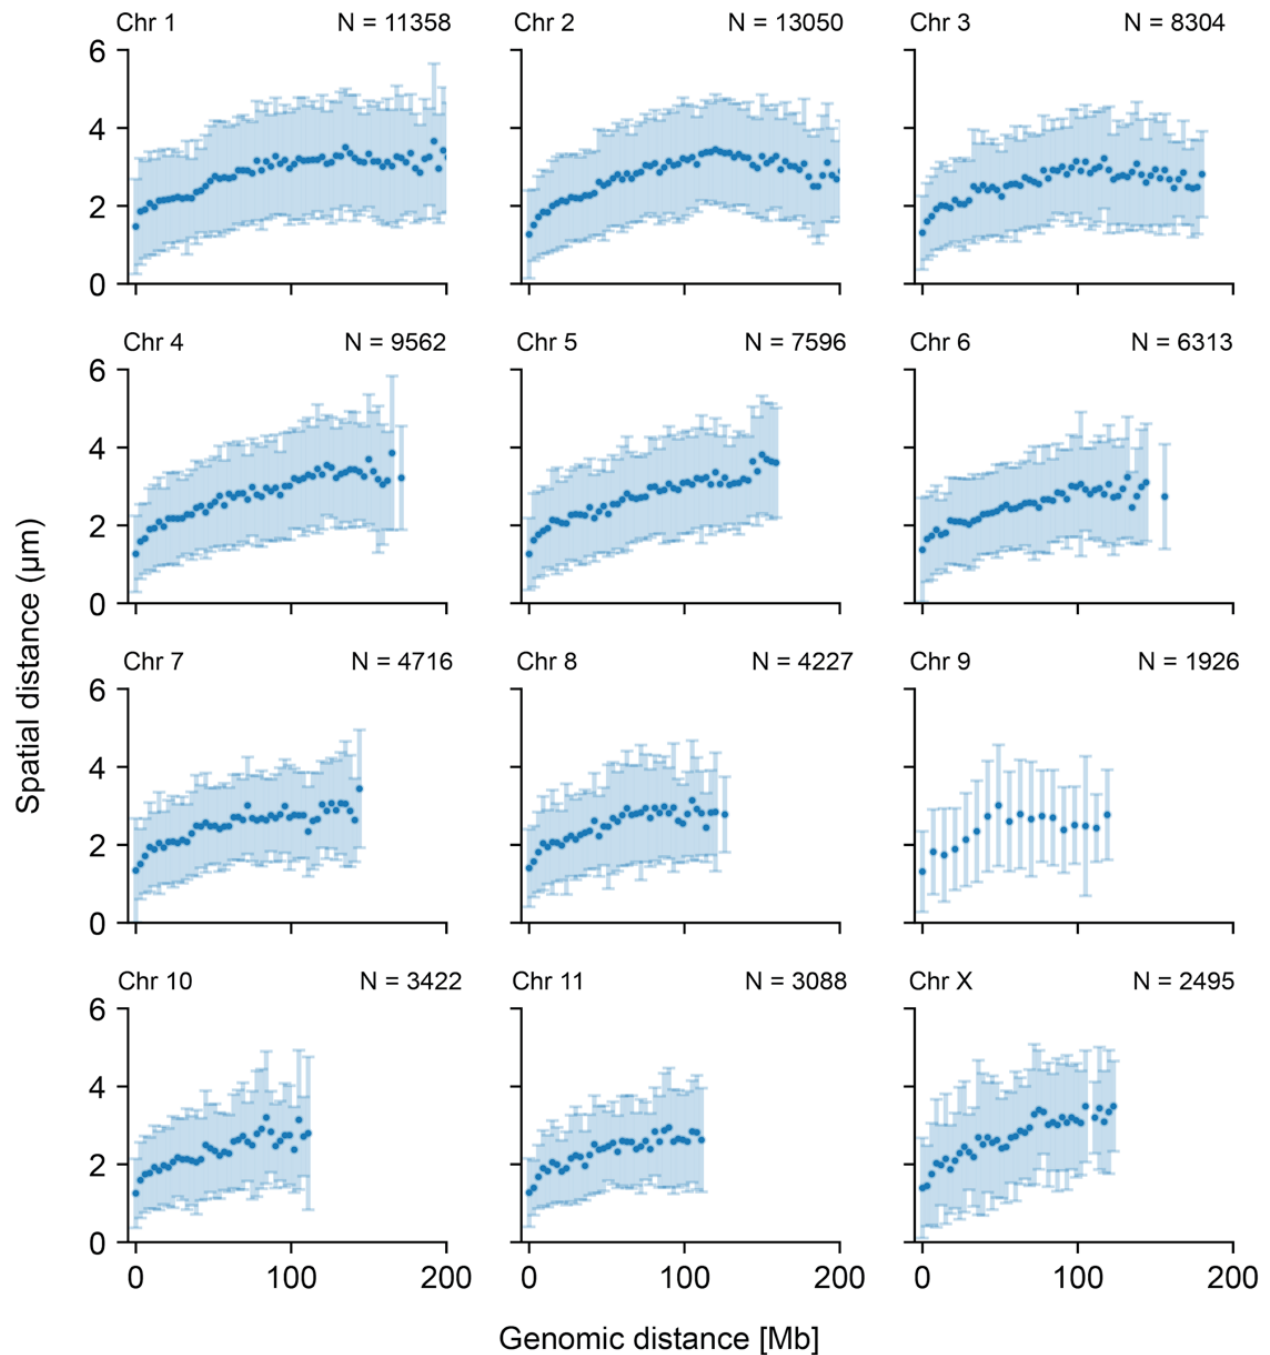 Chr 1 N = 11358 Chr 2 N = 13050 Chr 3 N = 8304
6
4
2
0
Chr 4 N = 9562 Chr 5 N = 7596 Chr 6 N = 6313
6
4
2
0
Spatial distance (µm)
Chr 7 N = 4716 Chr 8 N = 4227 Chr 9 N = 1926
6
4
2
0
Chr 10 N = 3422 Chr 11 N = 3088 Chr X N = 2495
6
4
2
0
0 100 200 0 100 200 0 100 200
Genomic distance [Mb]